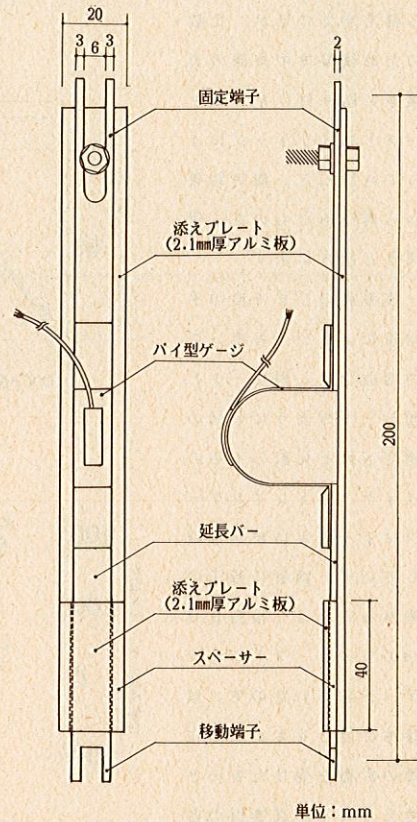 20
3 6 3
2
固定端子
添えプレート
(2.1mm厚アルミ板)
パイ型ゲージ
200
延長バー
添えプレート
(2.1mm厚アルミ板)
スペーサー
40
移動端子
単位：mm